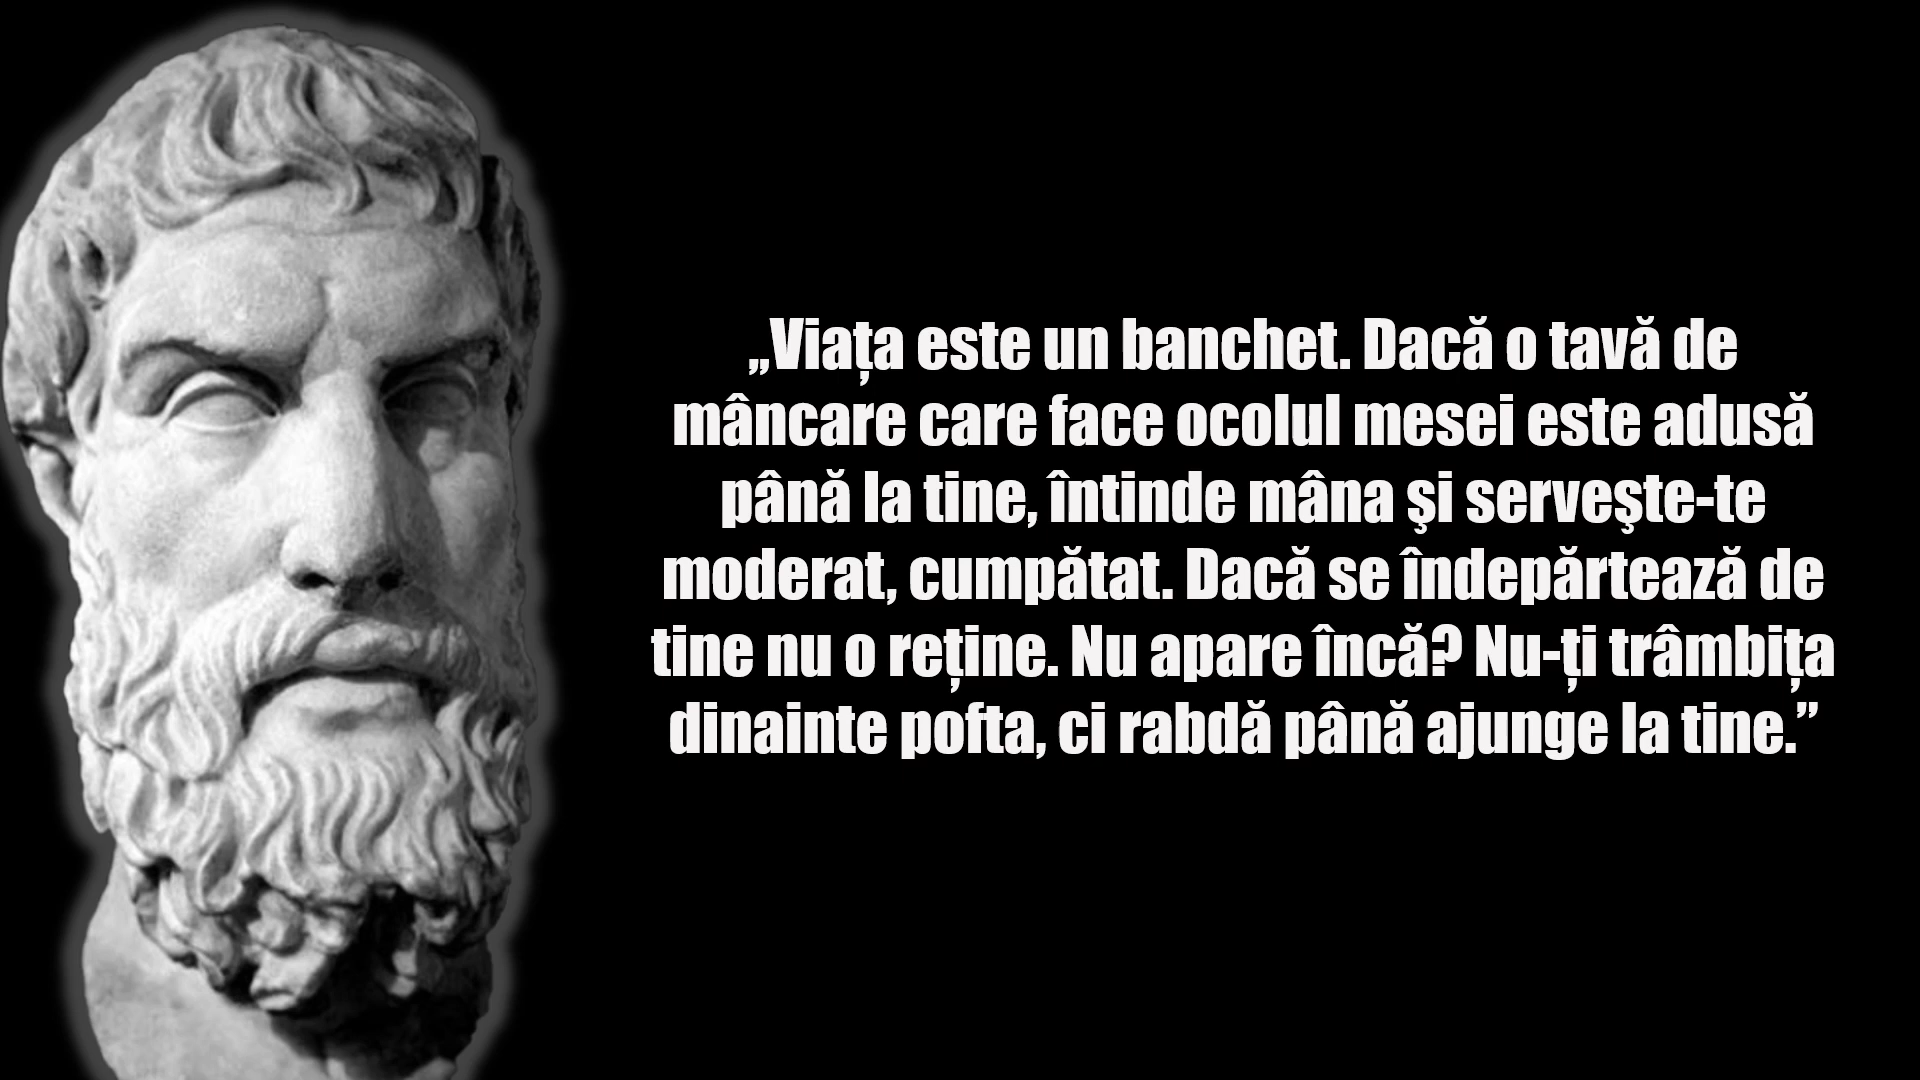 „Viața este un banchet. Dacă o tavă de
mâncare care face ocolul mesei este adusă
până la tine, întinde mâna şi serveşte-te
moderat, cumpătat. Dacă se îndepărtează de
tine nu o reține. Nu apare încă? Nu-ți trâmbița
dinainte pofta, ci rabdă până ajunge la tine.”